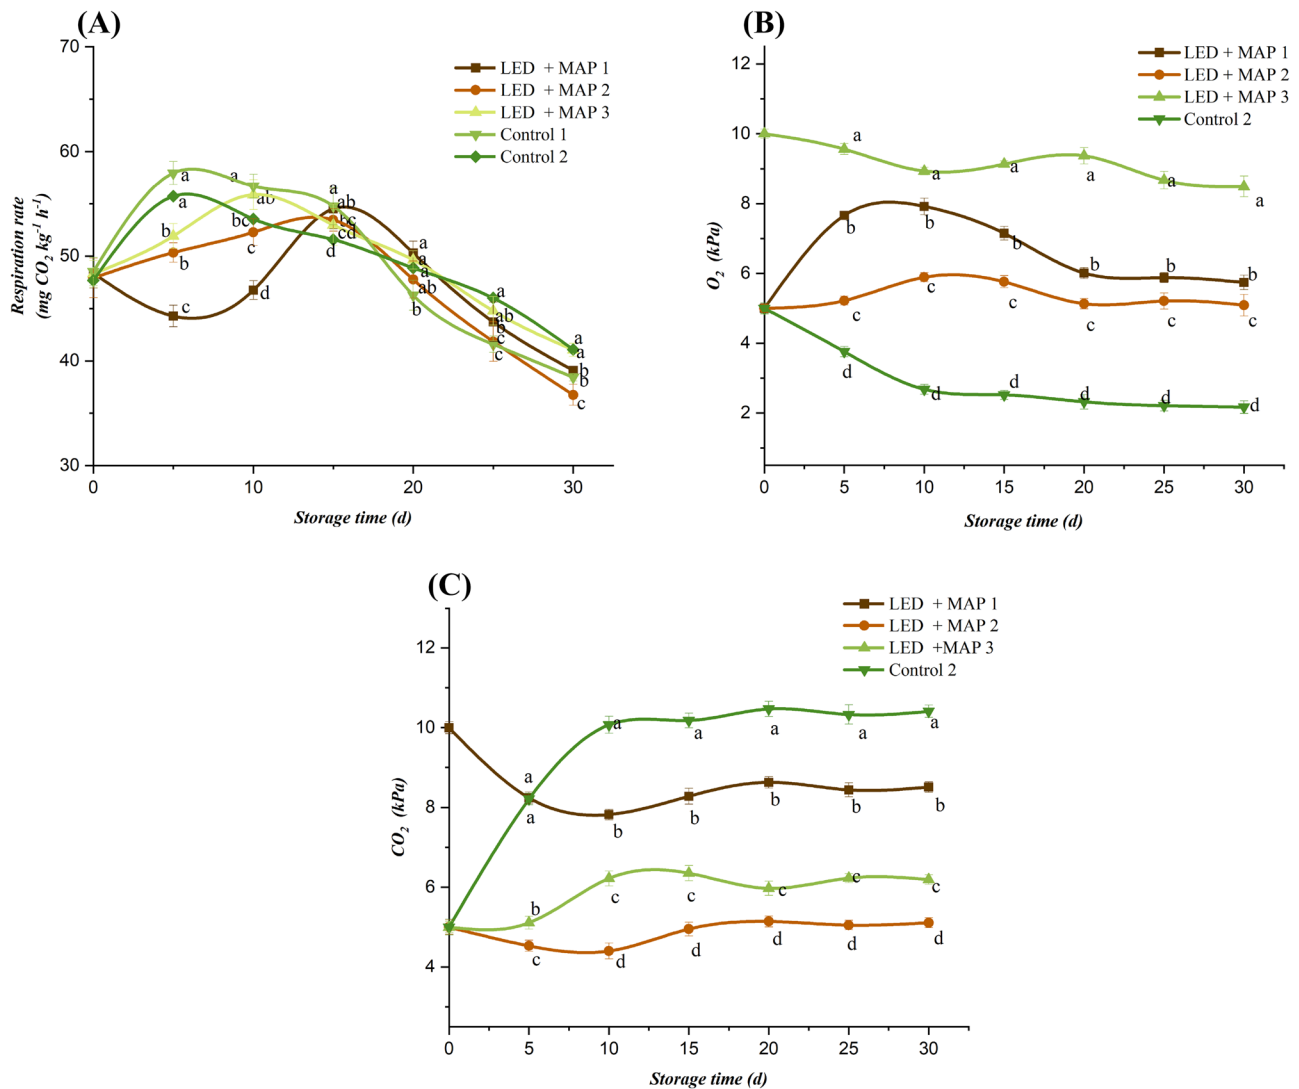 (A)
70
60
50
40
30
Respiration rate
(mg CO2 kg-1 h-1)
LED + MAP 1
LED + MAP 2
LED + MAP 3
Control 1
Control 2
a
a
b
b
c
a
ab
bc
c
d
a
ab
bc
cd
d
a
a
a
ab
b
a
ab
b
c
c
a
a
b
b
c
0
10
20
30
Storage time (d)
(B)
12
10
8
6
4
2
O2 (kPa)
LED + MAP 1
LED + MAP 2
LED + MAP 3
Control 2
a
a
a
a
a
a
b
b
b
b
b
b
c
c
c
c
c
c
d
d
d
d
d
d
0
5
10
15
20
25
30
Storage time (d)
(C)
12
10
8
6
4
CO2 (kPa)
LED + MAP 1
LED + MAP 2
LED +MAP 3
Control 2
a
a
a
a
a
a
a
b
b
b
b
b
b
c
c
c
c
c
c
d
d
d
d
d
0
5
10
15
20
25
30
Storage time (d)